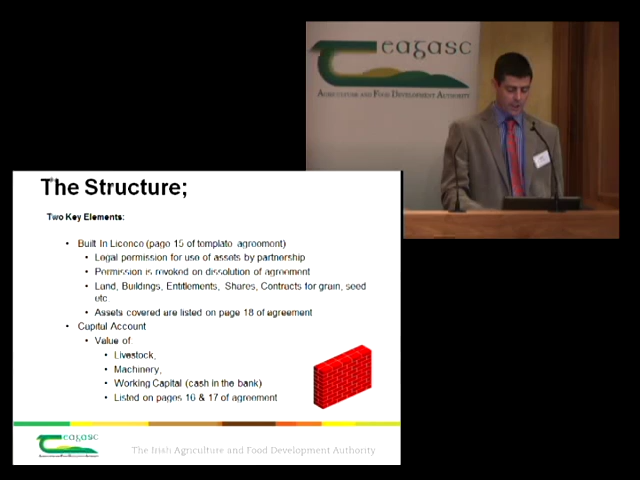 eagasc
AGRICULTURE AND FOOD DEVELOPMENT AUTHORITY
The Structure;
Two Key Elements:
• Built In Licence (page 15 of template agreement)
• Legal permission for use of assets by partnership
• Permission is revoked on dissolution of agreement
• Land, Buildings, Entitlements, Shares, Contracts for grain, seed
etc
• Assets covered are listed on page 18 of agreement
• Capital Account
• Value of
• Livestock,
• Machinery,
• Working Capital (cash in the bank)
• Listed on pages 16 & 17 of agreement
eagasc
The Irish Agriculture and Food Development Authority